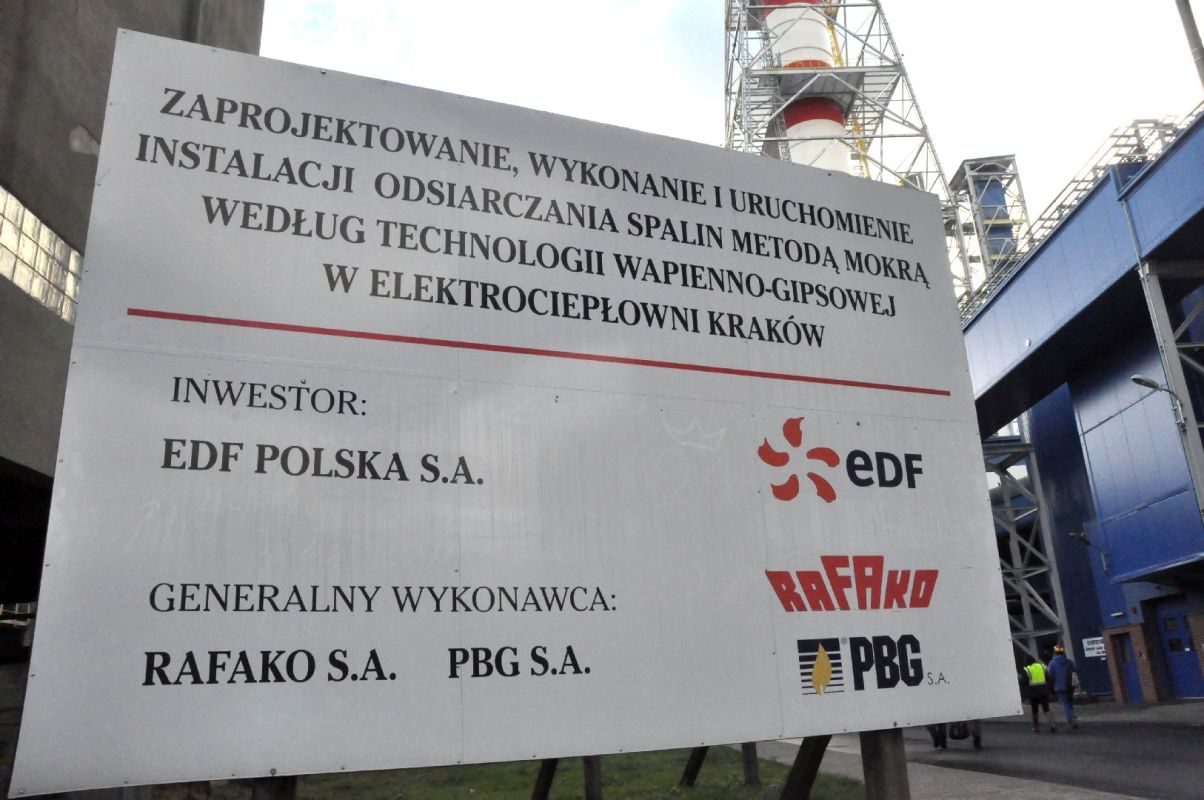 ZAPROJEKTOWANIE, WYKONANIE I URUCHOMIENIE
INSTALACJI ODSIARCZANIA SPALIN METODĄ MOKRĄ
WEDŁUG TECHNOLOGII WAPIENNO-GIPSOWEJ
W ELEKTROCIEPŁOWNI KRAKÓW
INWESTOR:
EDF POLSKA S.A.
eDF
GENERALNY WYKONAWCA:
RAFAKO
RAFAKO S.A. PBG S.A.
® PBG S.A.